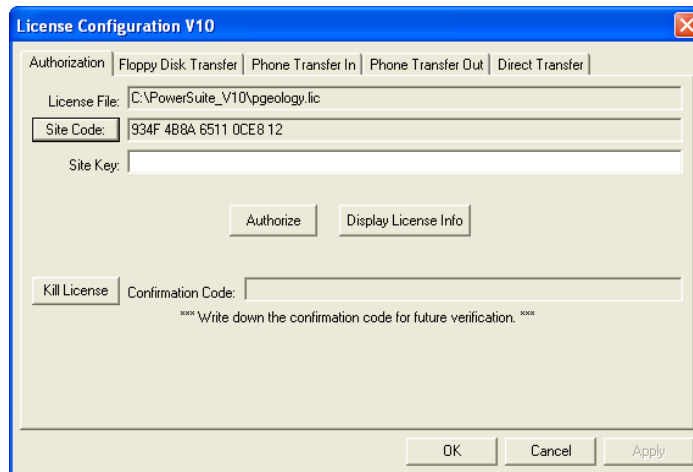 License Configuration V10
Authorization Floppy Disk Transfer Phone Transfer In Phone Transfer Out Direct Transfer
License File: C:\PowerSuite_V10\pgeology.lic
Site Code: 934F 4B8A 6511 0CE8 12
Site Key:
Authorize Display License Info
Kill License Confirmation Code:
*** Write down the confirmation code for future verification. ***
OK Cancel Apply